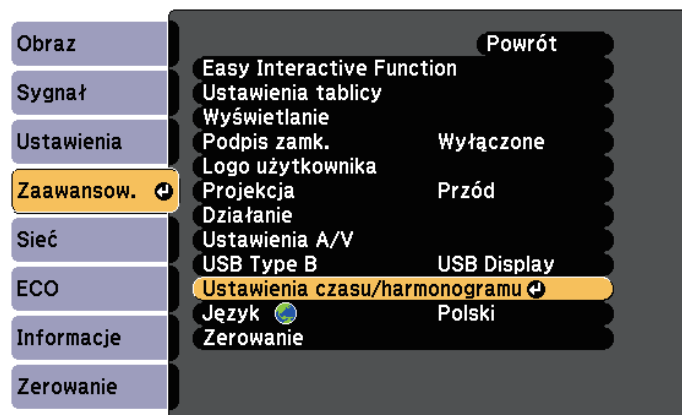 Obraz
Sygnał
Ustawienia
Zaawansow.
Sieć
ECO
Informacje
Zerowanie
Powrót
Easy Interactive Function
Ustawienia tablicy
Wyświetlanie
Podpis zamk. Wyłączone
Logo użytkownika
Projekcja Przód
Działanie
Ustawienia A/V
USB Type B USB Display
Ustawienia czasu/harmonogramu
Język Polski
Zerowanie